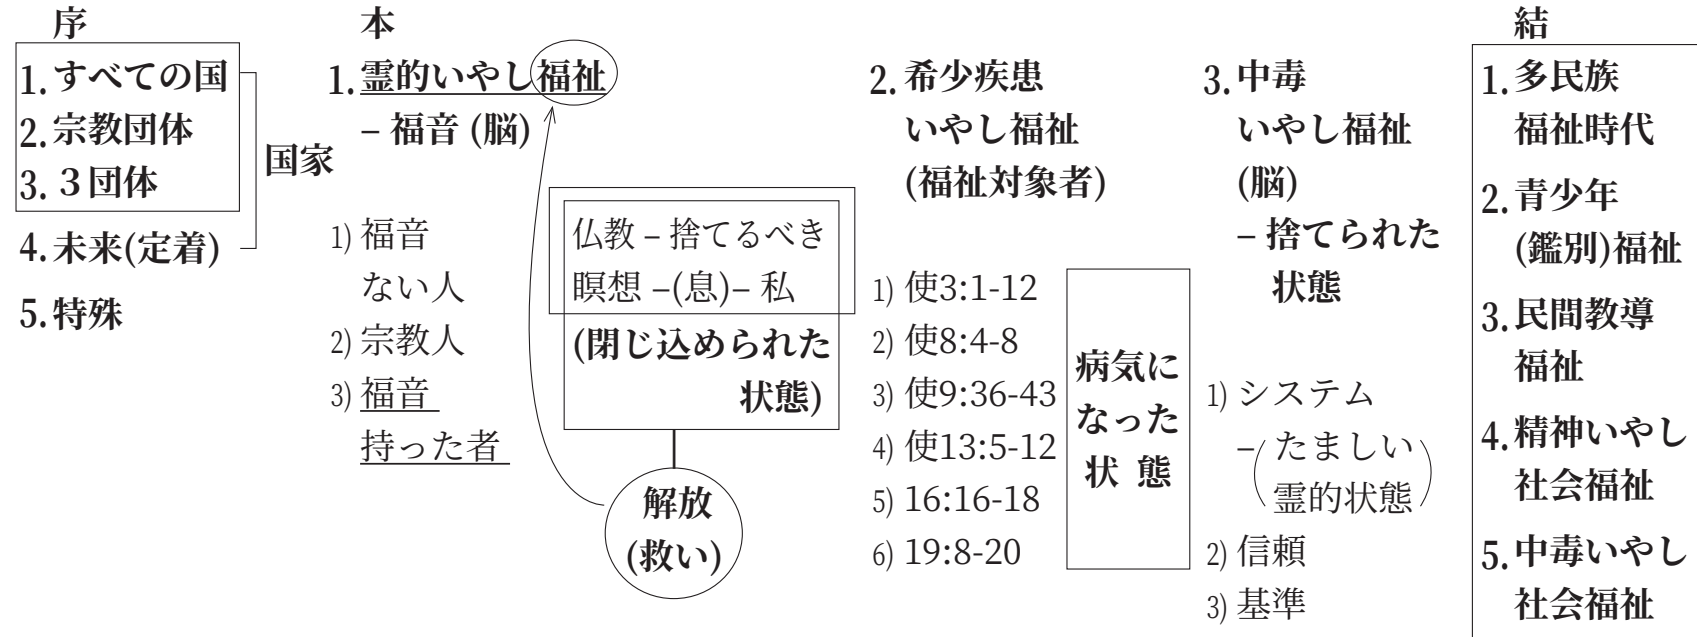 序
1. すべての国
2. 宗教団体
3. ３団体
国家
4. 未来(定着)
5. 特殊
本
1. 霊的いやし福祉
– 福音 (脳)
1) 福音
ない人
2) 宗教人
3) 福音
持った者
仏教 – 捨てるべき
瞑想 –(息)– 私
(閉じ込められた
状態)
解放
(救い)
2. 希少疾患
いやし福祉
(福祉対象者)
1) 使3:1-12
2) 使8:4-8
3) 使9:36-43
4) 使13:5-12
5) 16:16-18
6) 19:8-20
病気に
なった
状 態
3. 中毒
いやし福祉
(脳)
– 捨てられた
状態
1) システム
–(たましい
霊的状態)
2) 信頼
3) 基準
結
1. 多民族
福祉時代
2. 青少年
(鑑別)福祉
3. 民間教導
福祉
4. 精神いやし
社会福祉
5. 中毒いやし
社会福祉